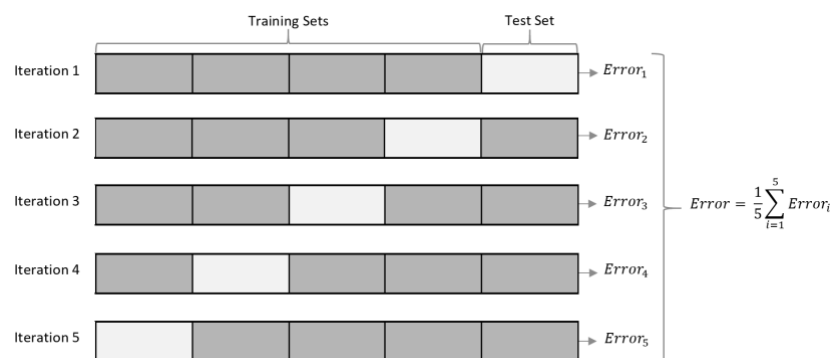 Training Sets Test Set
Iteration 1 Error₁
Iteration 2 Error₂
Iteration 3 Error₃
Error = 1/5 ∑_{i=1}^{5} Error_i
Iteration 4 Error₄
Iteration 5 Error₅